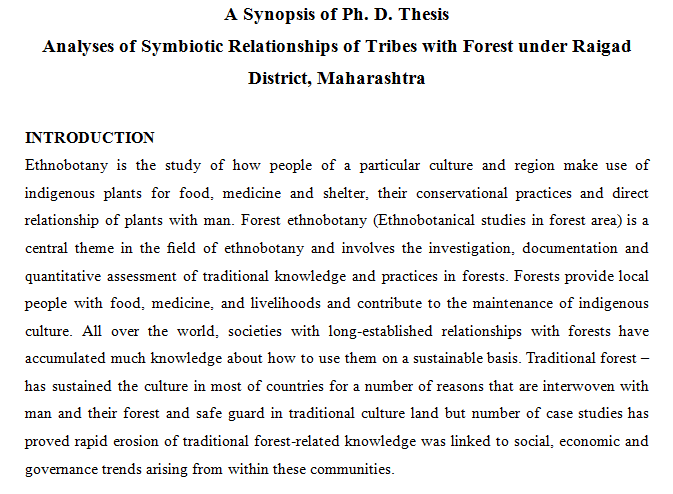 A Synopsis of Ph. D. Thesis
Analyses of Symbiotic Relationships of Tribes with Forest under Raigad
District, Maharashtra
INTRODUCTION
Ethnobotany is the study of how people of a particular culture and region make use of
indigenous plants for food, medicine and shelter, their conservational practices and direct
relationship of plants with man. Forest ethnobotany (Ethnobotanical studies in forest area) is a
central theme in the field of ethnobotany and involves the investigation, documentation and
quantitative assessment of traditional knowledge and practices in forests. Forests provide local
people with food, medicine, and livelihoods and contribute to the maintenance of indigenous
culture. All over the world, societies with long-established relationships with forests have
accumulated much knowledge about how to use them on a sustainable basis. Traditional forest –
has sustained the culture in most of countries for a number of reasons that are interwoven with
man and their forest and safe guard in traditional culture land but number of case studies has
proved rapid erosion of traditional forest-related knowledge was linked to social, economic and
governance trends arising from within these communities.